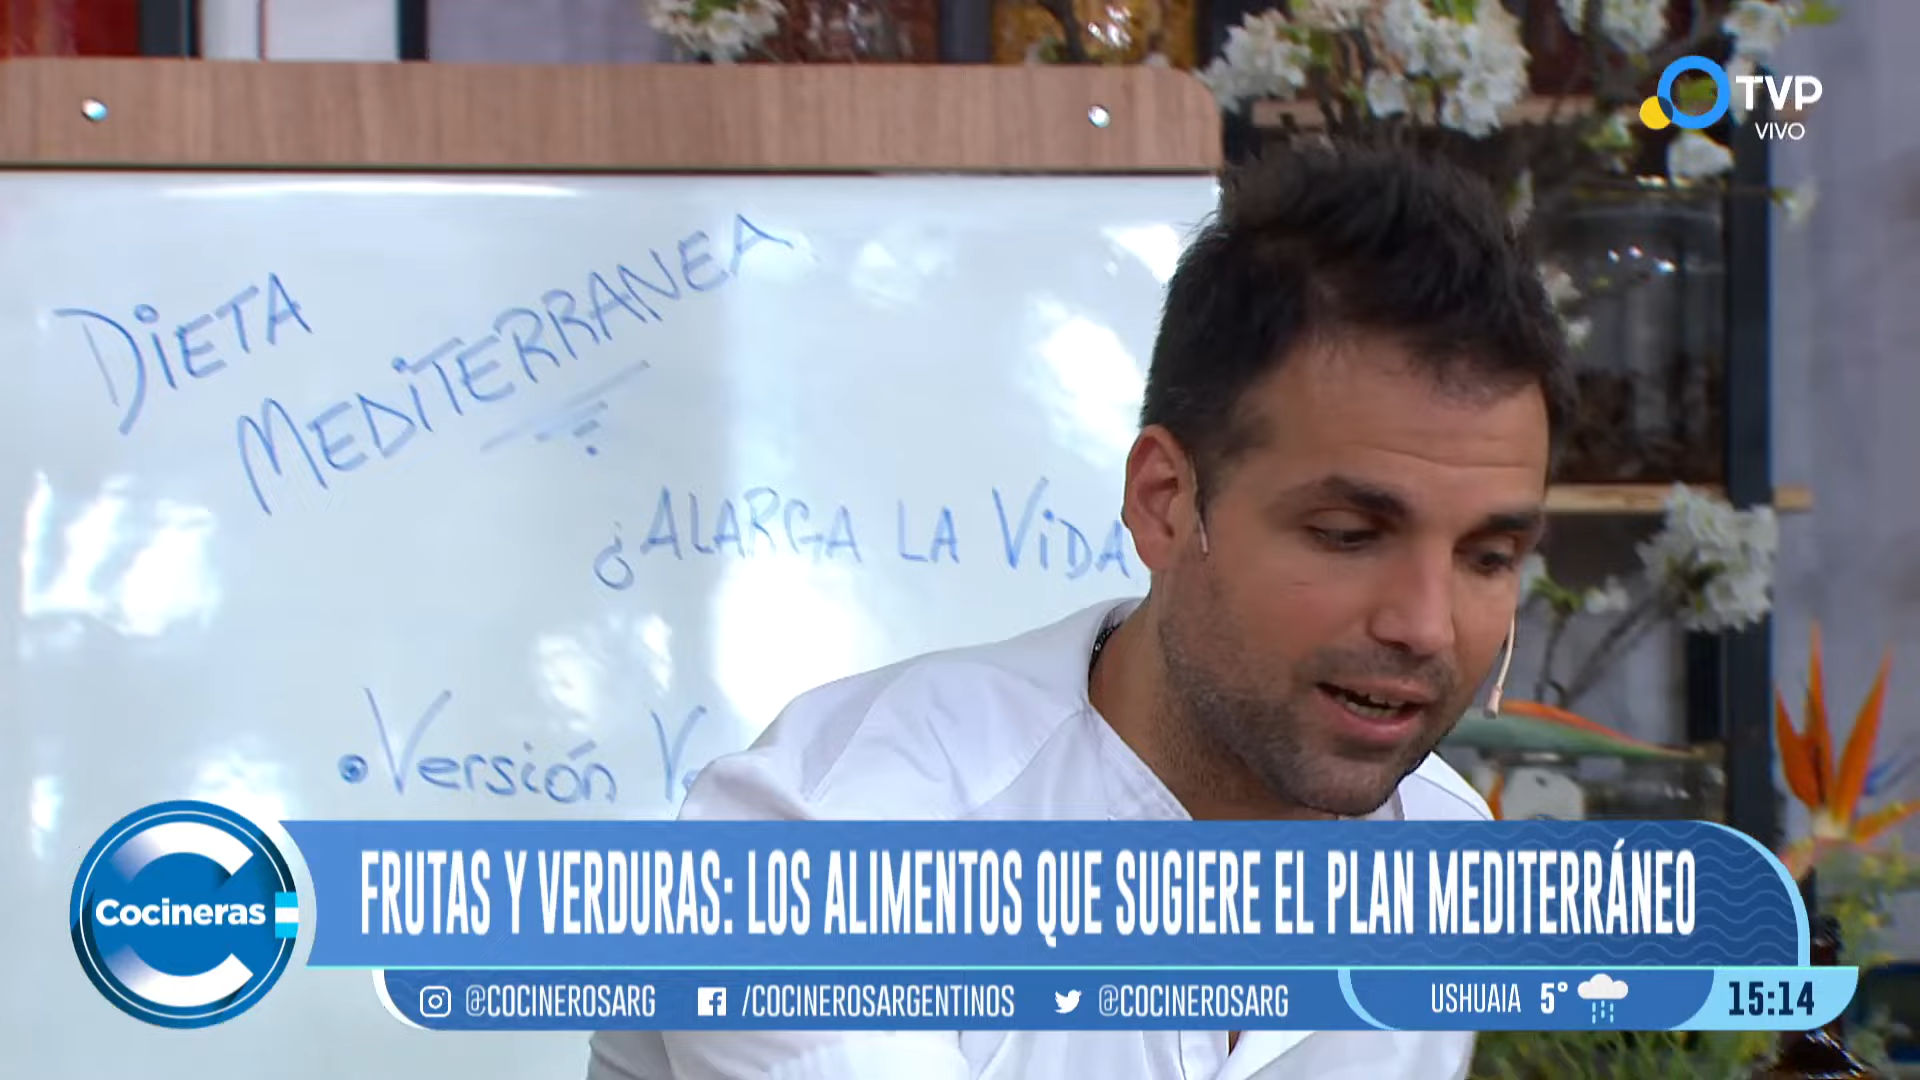 TVP
VIVO
DIETA
MEDITERRANEA
¿ALARGA LA VIDA
• Versión
Cocineras
FRUTAS Y VERDURAS: LOS ALIMENTOS QUE SUGIERE EL PLAN MEDITERRÁNEO
@COCINEROSARG /COCINEROSARGENTINOS @COCINEROSARG USHUAIA 5° 15:14